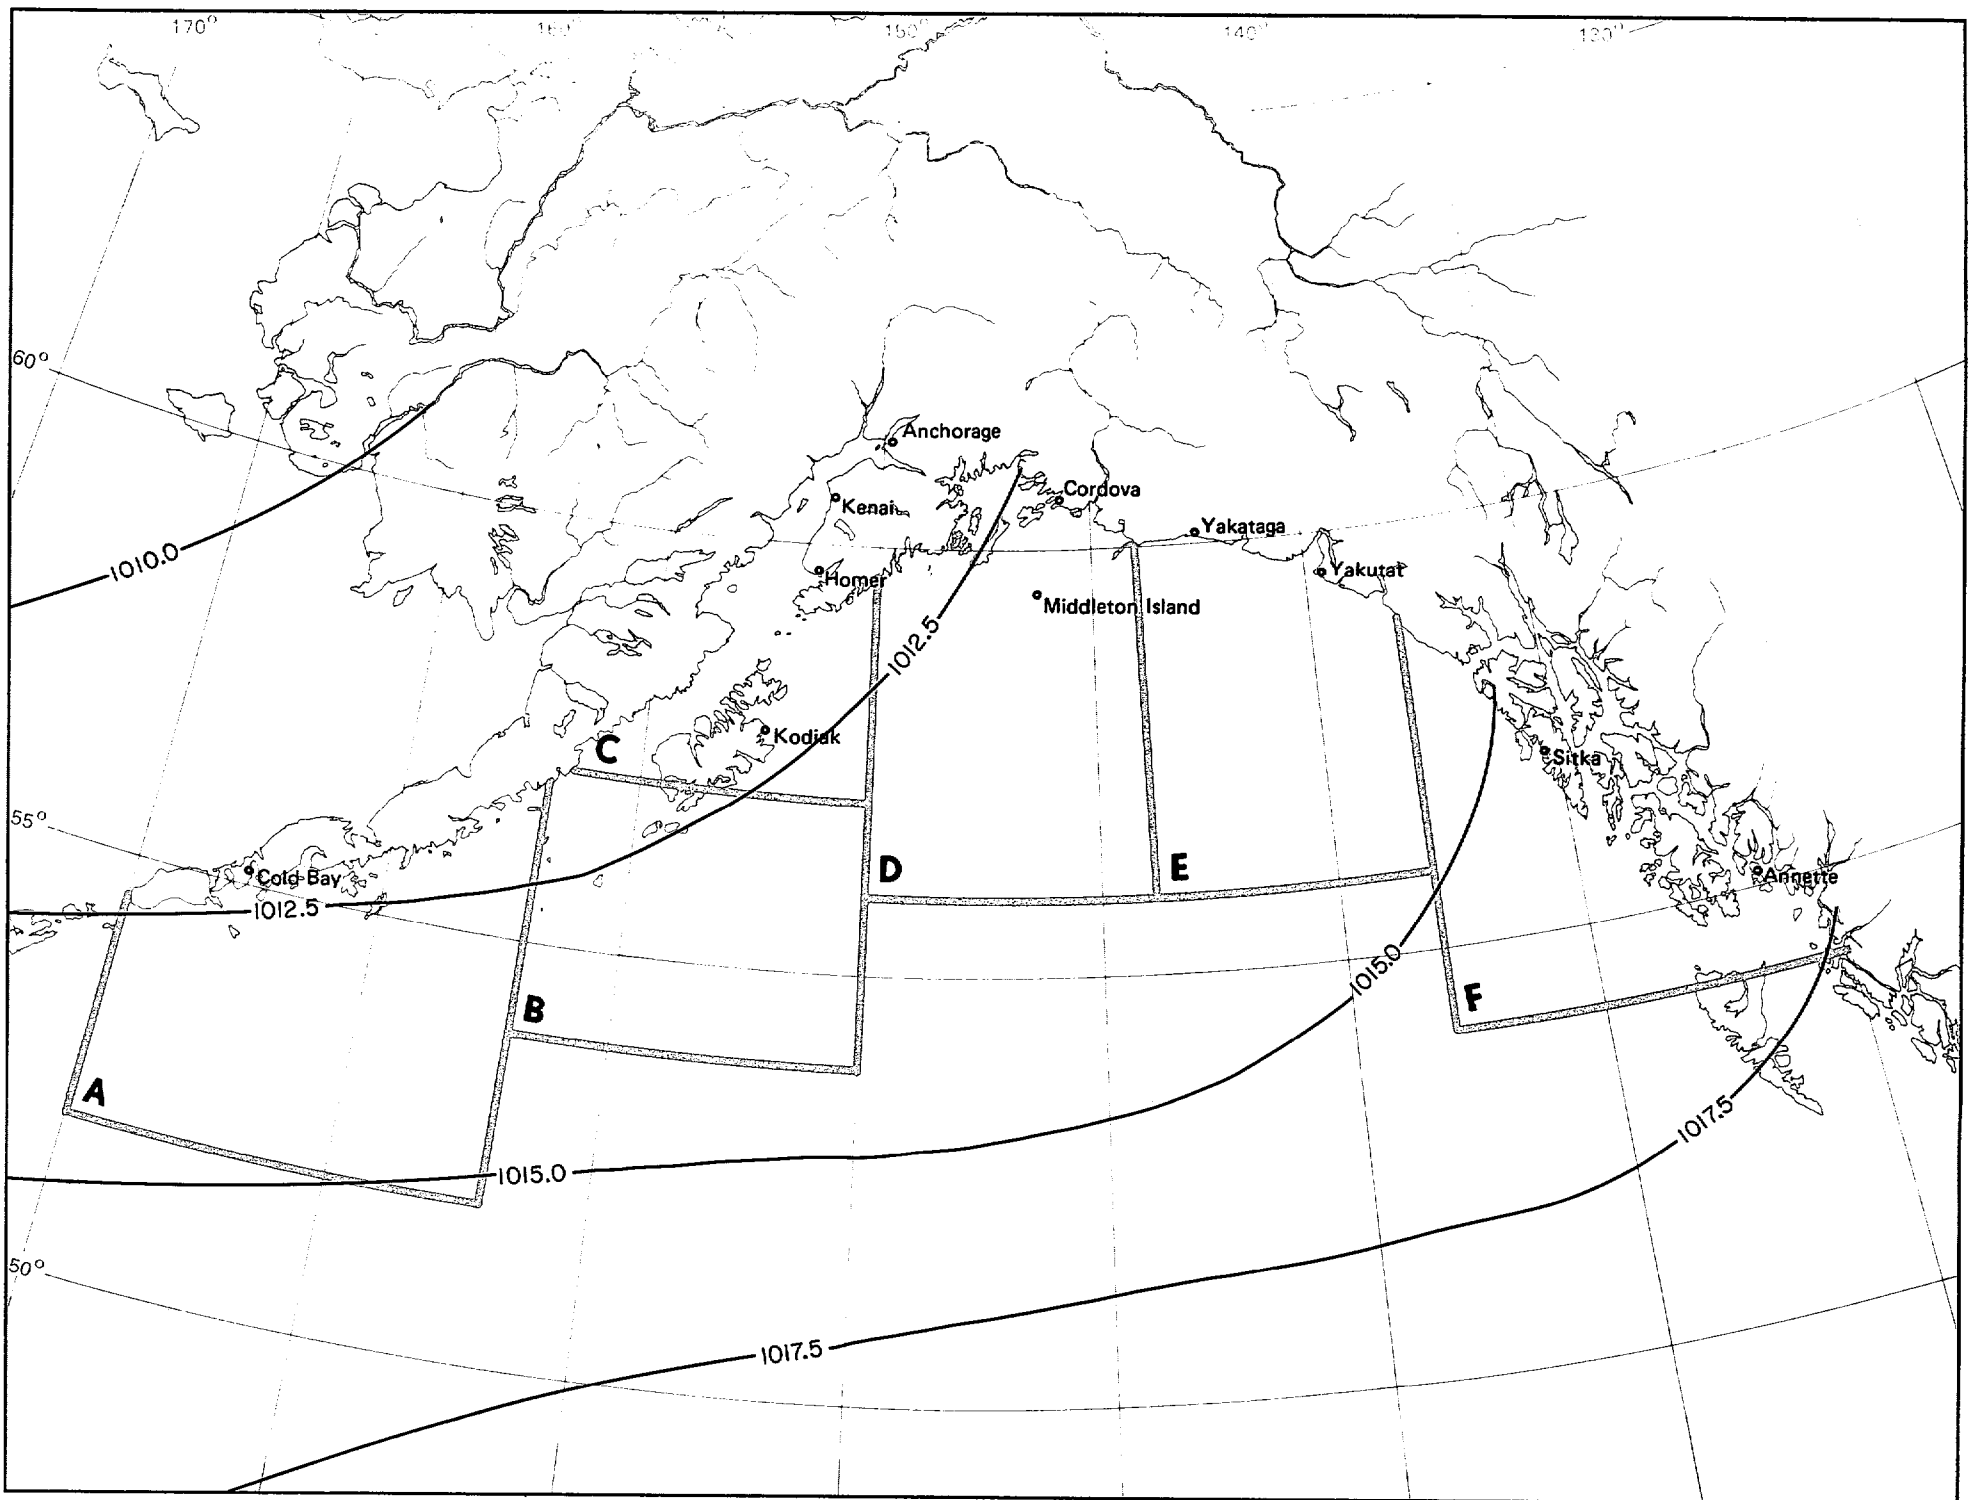 170° 160° 150° 140° 130°
60°
Anchorage
Kenai
Cordova
Yakataga
1010.0
Homer
Yakutat
Middleton Island
1012.5
C
Kodiak
Sitka
55°
Cold Bay
D
E
Annette
1012.5
1015.0
B
F
A
1017.5
1015.0
50°
1017.5